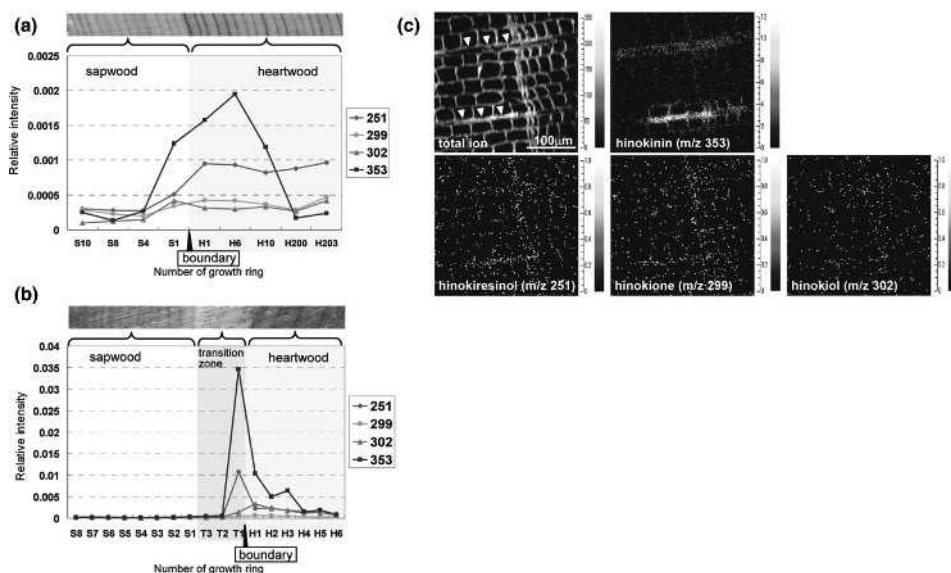 (a)
sapwood
heartwood
0.0025
0.002
0.0015
0.001
0.0005
0
Relative intensity
251
299
302
353
S10 S8 S4 S1 H1 H6 H10 H200 H203
boundary
Number of growth ring
(b)
sapwood
transition
zone
heartwood
0.04
0.035
0.03
0.025
0.02
0.015
0.01
0.005
0
Relative intensity
251
299
302
353
S8 S7 S6 S5 S4 S3 S2 S1 T3 T2 T1 H1 H2 H3 H4 H5 H6
boundary
Number of growth ring
(c)
total ion
100μm
hinokinin (m/z 353)
hinokiresinol (m/z 251)
hinokione (m/z 299)
hinokiol (m/z 302)